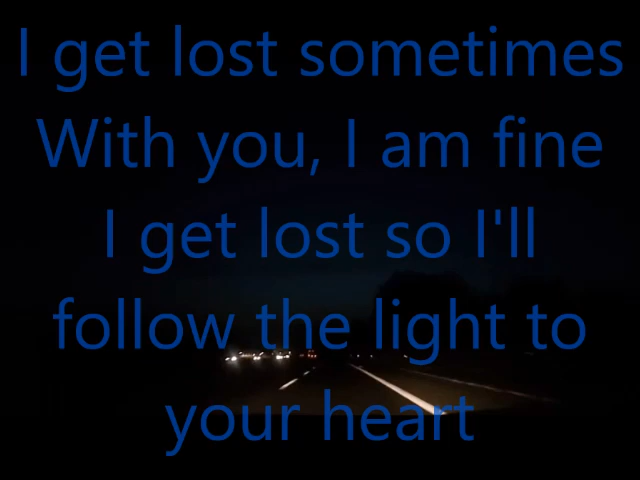 I get lost sometimes
With you, I am fine
I get lost so I'll
follow the light to
your heart